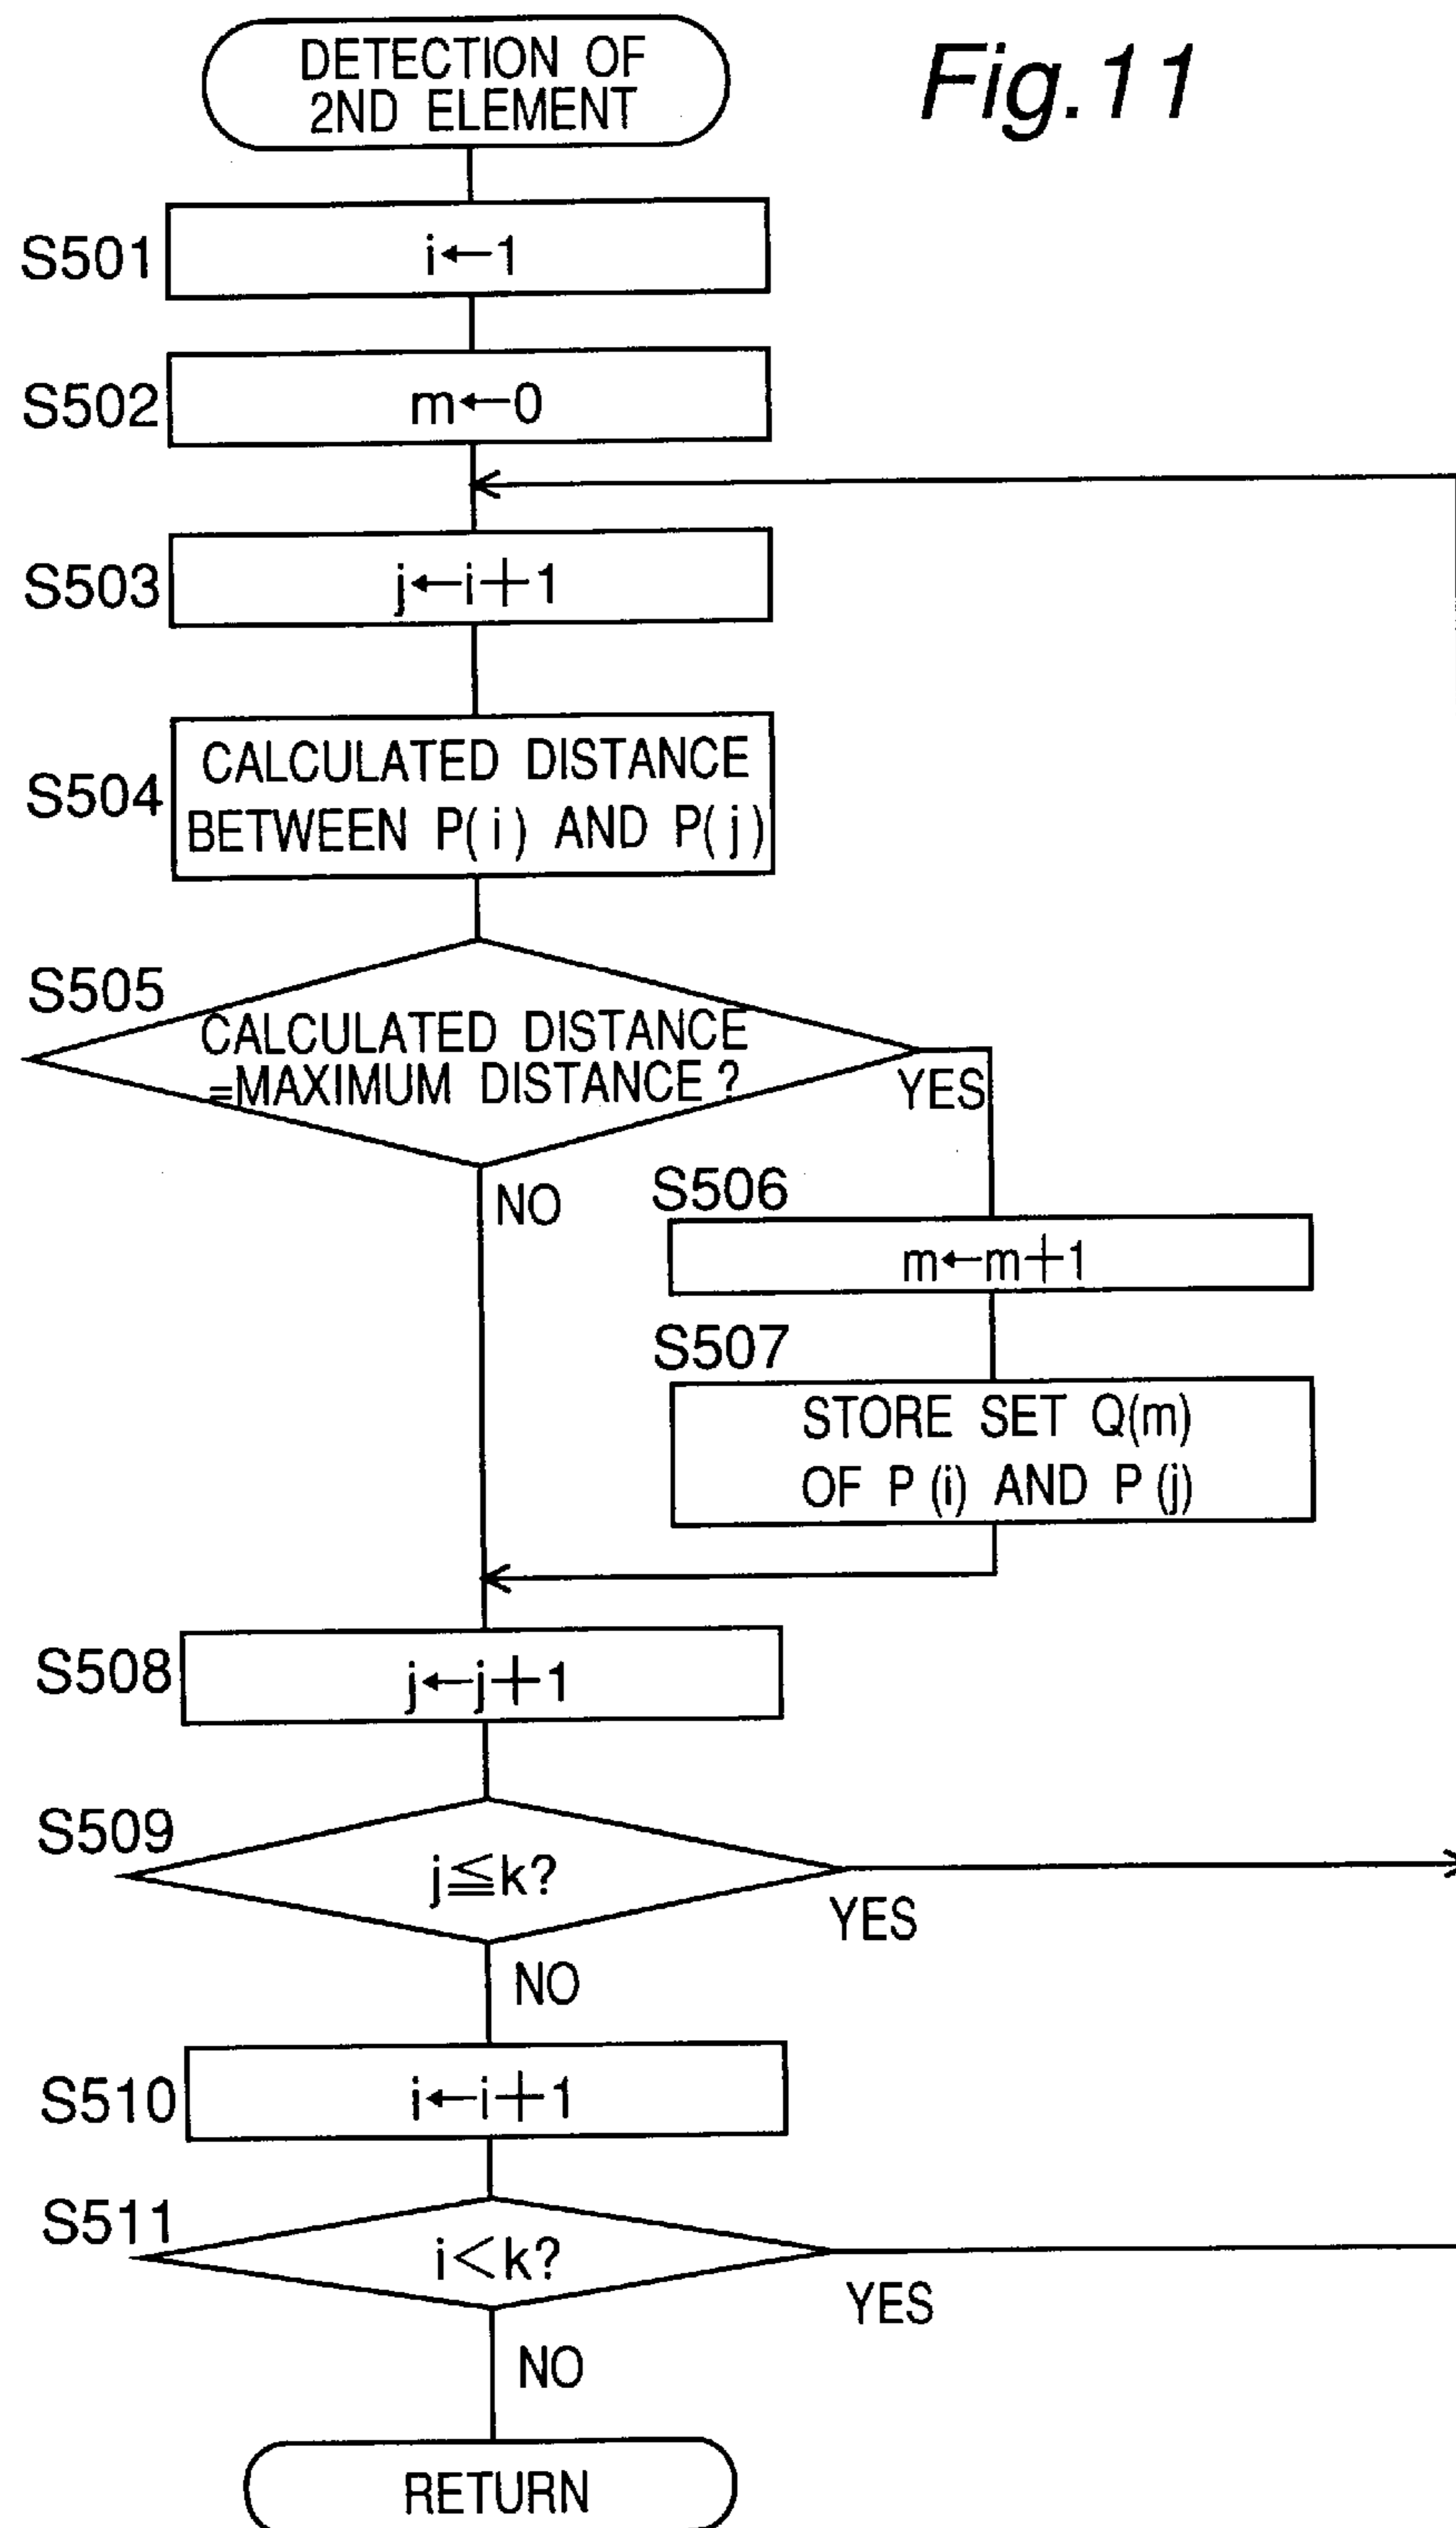 DETECTION OF
2ND ELEMENT
Fig.11
S501
i←1
S502
m←0
S503
j←i+1
S504
CALCULATED DISTANCE
BETWEEN P(i) AND P(j)
S505
CALCULATED DISTANCE
=MAXIMUM DISTANCE?
YES
NO
S506
m←m+1
S507
STORE SET Q(m)
OF P(i) AND P(j)
S508
j←j+1
S509
j≦k?
YES
NO
S510
i←i+1
S511
i<k?
YES
NO
RETURN